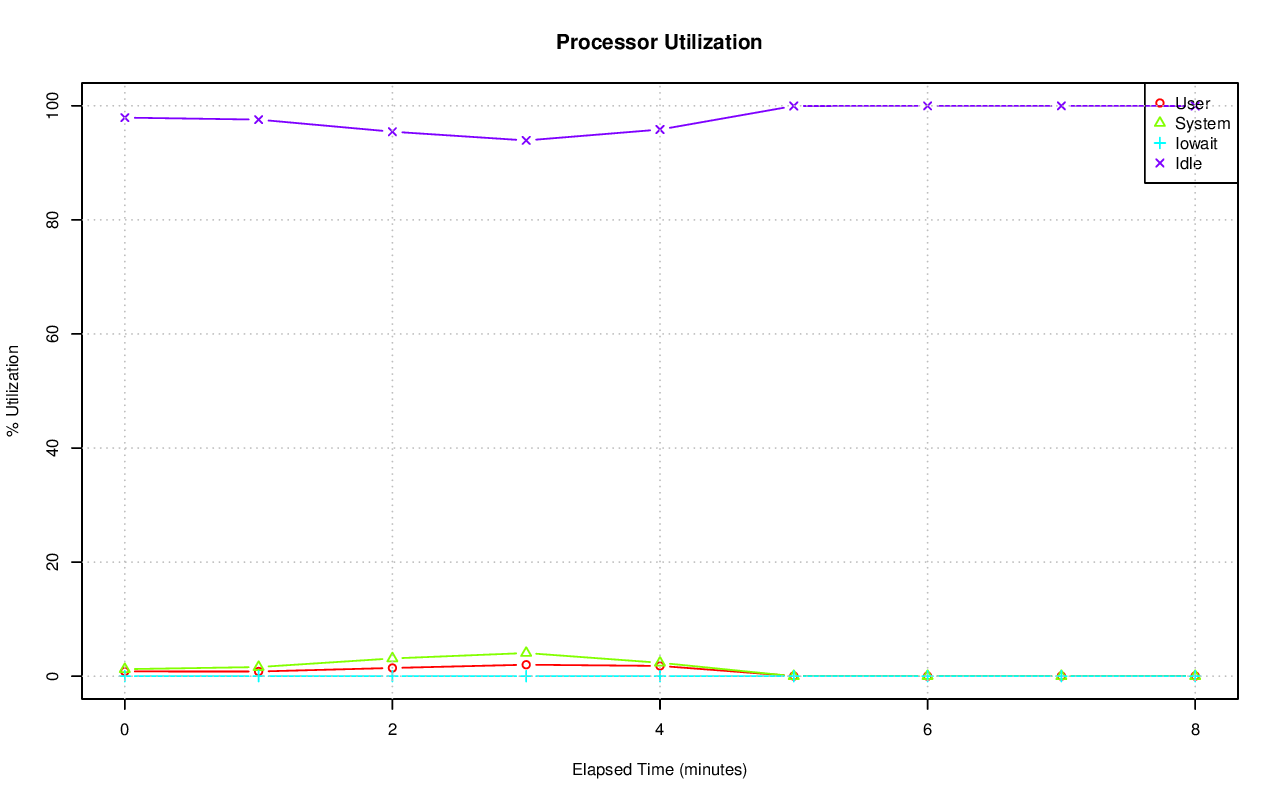 Processor Utilization
100
80
60
40
20
0
% Utilization
User
System
Iowait
Idle
0 2 4 6 8
Elapsed Time (minutes)